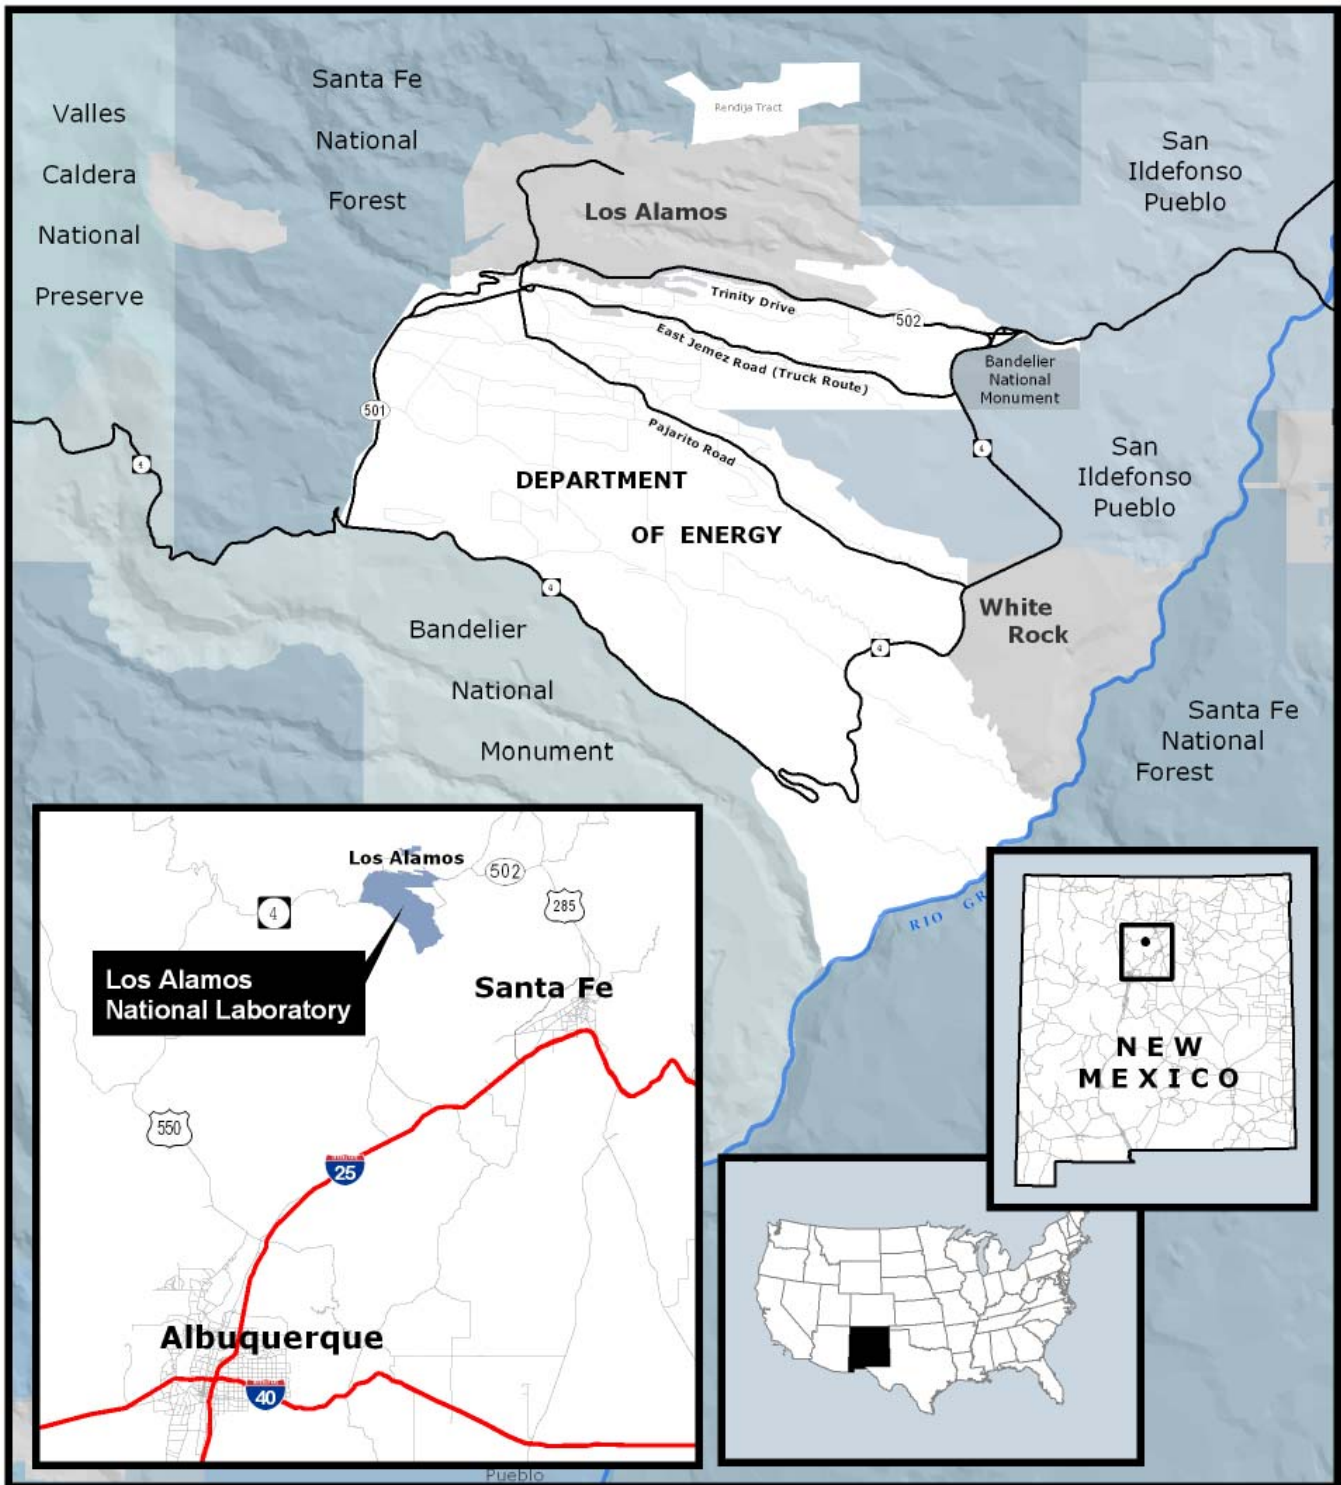 Valles
Caldera
National
Preserve
Santa Fe
National
Forest
Rendija Tract
San
Ildefonso
Pueblo
Los Alamos
Trinity Drive
502
East Jemez Road (Truck Route)
Bandelier
National
Monument
501
4
Pajarito Road
4
San
Ildefonso
Pueblo
DEPARTMENT
OF ENERGY
4
White
Rock
4
Bandelier
National
Monument
Santa Fe
National
Forest
RIO GR
Los Alamos
502
4
285
Los Alamos
National Laboratory
Santa Fe
550
25
Albuquerque
40
NEW
MEXICO
Pueblo